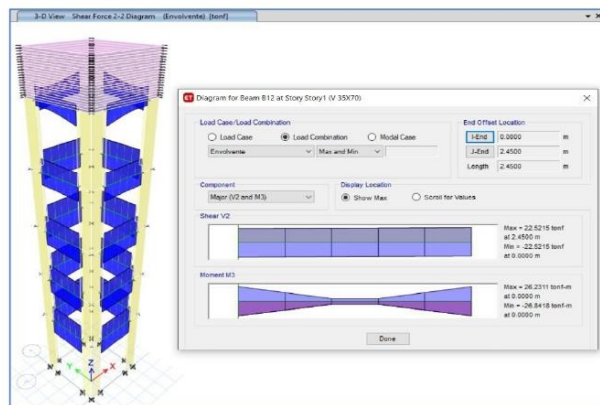 3-D View Shear Force 2-2 Diagram (Envolvente) [tonf]
Diagram for Beam B12 at Story Story1 (V 35X70)
Load Case/Load Combination
Load Case Load Combination Modal Case
Envolvente Max and Min
End Offset Location
I-End 0.0000 m
J-End 2.4500 m
Length 2.4500 m
Component
Major (V2 and M3)
Display Location
Show Max Scroll for Values
Shear V2
Max = 22.5215 tonf
at 2.4500 m
Min = -22.5215 tonf
at 0.0000 m
Moment M3
Max = 26.2311 tonf-m
at 0.0000 m
Min = -26.8418 tonf-m
at 0.0000 m
Done
Z
Y
X